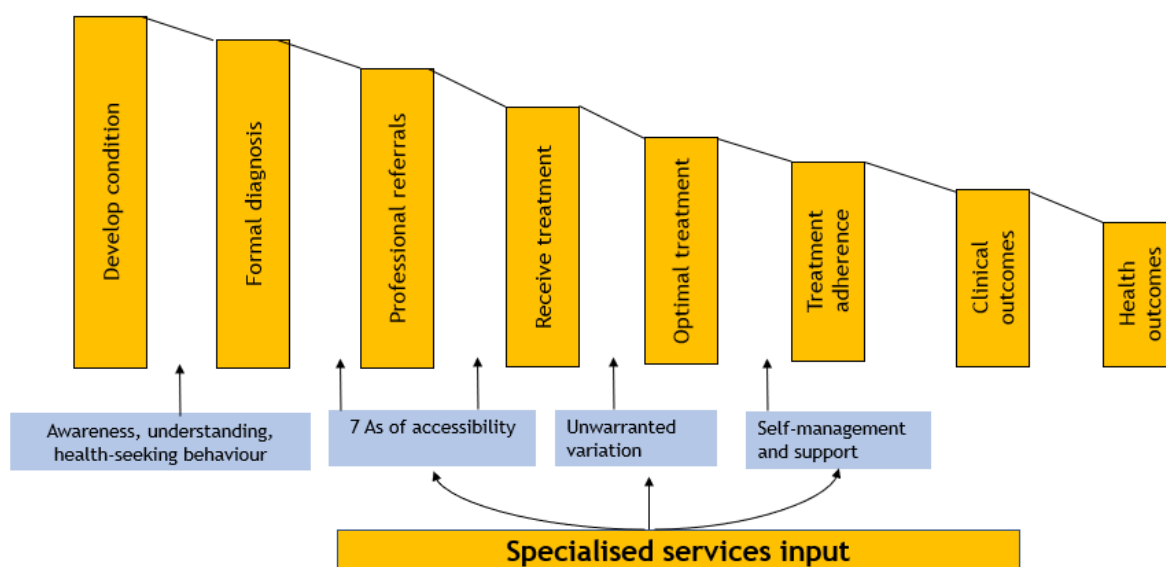 Develop condition
Formal diagnosis
Professional referrals
Receive treatment
Optimal treatment
Treatment
adherence
Clinical
outcomes
Health
outcomes
Awareness, understanding,
health-seeking behaviour
7 As of accessibility
Unwarranted
variation
Self-management
and support
Specialised services input